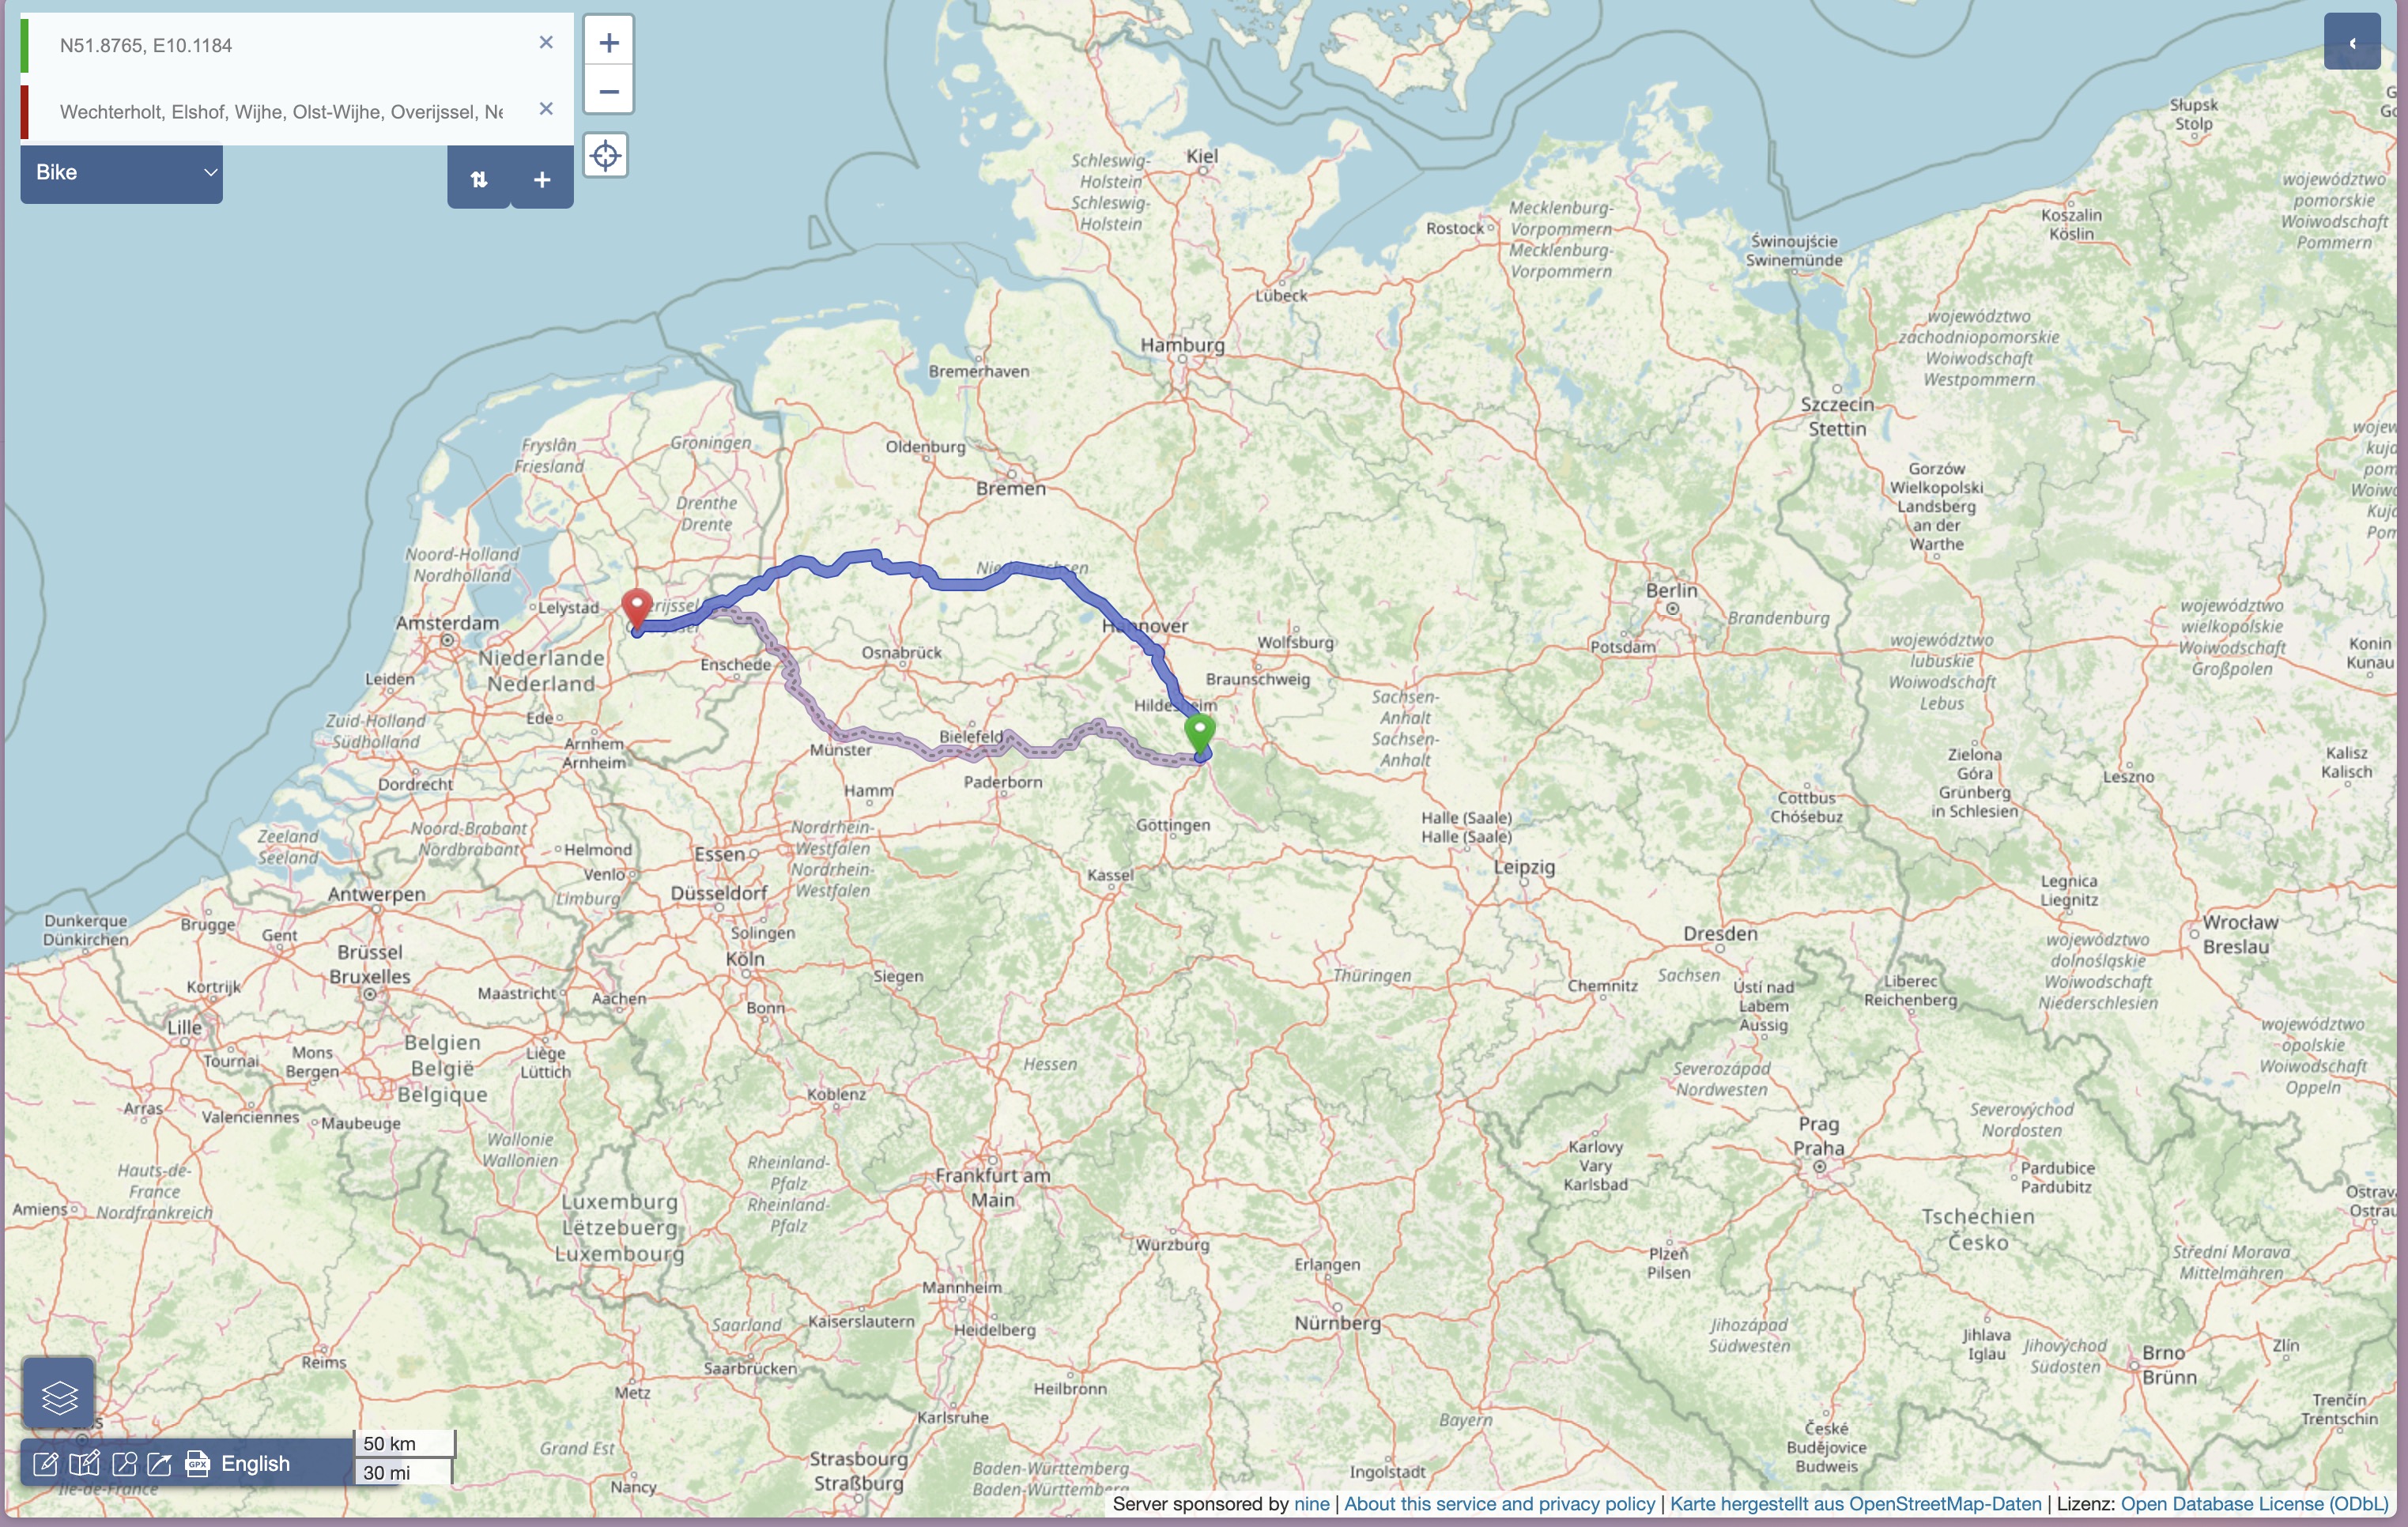 N51.8765, E10.1184
Wechterholt, Elshof, Wijhe, Olst-Wijhe, Overijssel, Ne
Bike
Słupsk
Stolp
Kiel
Schleswig-
Holstein
Schleswig-
Holstein
województwo
pomorskie
Woiwodschaft
Pommern
Mecklenburg-
Vorpommern
Mecklenburg-
Vorpommern
Koszalin
Köslin
Rostock
Świnoujście
Swinemünde
Lübeck
województwo
zachodniopomorskie
Woiwodschaft
Westpommern
Hamburg
Bremerhaven
Szczecin
Stettin
Fryslân
Friesland
Groningen
Oldenburg
Bremen
Gorzów
Wielkopolski
Landsberg
an der
Warthe
Drenthe
Drente
Noord-Holland
Nordholland
Berlin
Brandenburg
Lelystad
Amsterdam
województwo
wielkopolskie
Woiwodschaft
Großpolen
Konin
Kunau
Hannover
Wolfsburg
Potsdam
województwo
lubuskie
Woiwodschaft
Lebus
Niederlande
Nederland
Enschede
Osnabrück
Leiden
Braunschweig
Hildesheim
Sachsen-
Anhalt
Sachsen-
Anhalt
Zuid-Holland
Südholland
Ede
Arnhem
Arnheim
Münster
Bielefeld
Zielona
Góra
Grünberg
in Schlesien
Leszno
Kalisz
Kalisch
Dordrecht
Hamm
Paderborn
Cottbus
Chóśebuz
Göttingen
Halle (Saale)
Halle (Saale)
Zeeland
Seeland
Noord-Brabant
Nordbrabant
Helmond
Essen
Nordrhein-
Westfalen
Nordrhein-
Westfalen
Venlo
Limburg
Düsseldorf
Kassel
Leipzig
Legnica
Liegnitz
Antwerpen
Dunkerque
Dünkirchen
Brugge
Gent
Solingen
Dresden
Wrocław
Breslau
Brüssel
Bruxelles
Köln
województwo
dolnośląskie
Woiwodschaft
Niederschlesien
Kortrijk
Maastricht
Aachen
Siegen
Thüringen
Chemnitz
Sachsen
Ústí nad
Labem
Aussig
Liberec
Reichenberg
Bonn
Lille
Tournai
Mons
Bergen
Belgien
België
Belgique
Liège
Lüttich
Hessen
województwo
opolskie
Woiwodschaft
Oppeln
Severozápad
Nordwesten
Arras
Valenciennes
Maubeuge
Koblenz
Severovýchod
Nordosten
Wallonie
Wallonien
Prag
Praha
Karlovy
Vary
Karlsbad
Pardubice
Pardubitz
Hauts-de-
France
Nordfrankreich
Amiens
Rheinland-
Pfalz
Rheinland-
Pfalz
Frankfurt am
Main
Luxemburg
Lëtzebuerg
Luxembourg
Tschechien
Česko
Würzburg
Erlangen
Plzeň
Pilsen
Střední Morava
Mittelmähren
Mannheim
Saarland
Kaiserslautern
Heidelberg
Nürnberg
Jihozápad
Südwesten
Jihlava
Iglau
Jihovýchod
Südosten
Zlín
Reims
Saarbrücken
Brno
Brünn
Metz
Heilbronn
Karlsruhe
Bayern
Trenčín
Trentschin
České
Budějovice
Budweis
Grand Est
Strasbourg
Straßburg
Baden-Württemberg
Baden-Württemberg
Ingolstadt
Nancy
50 km
30 mi
GPX
English
Île-de-France
Server sponsored by nine | About this service and privacy policy | Karte hergestellt aus OpenStreetMap-Daten | Lizenz: Open Database License (ODbL)